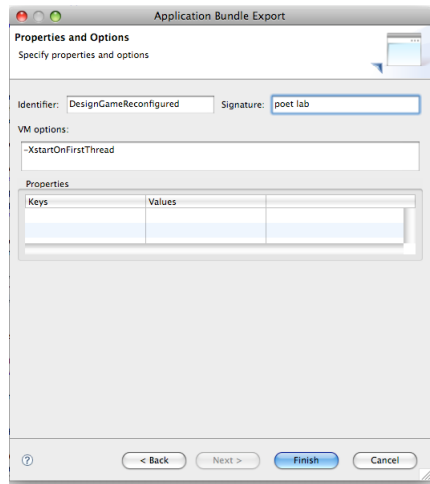 Application Bundle Export
Properties and Options
Specify properties and options
Identifier: DesignGameReconfigured Signature: poet lab
VM options:
-XstartOnFirstThread
Properties
Keys Values
? < Back Next > Finish Cancel